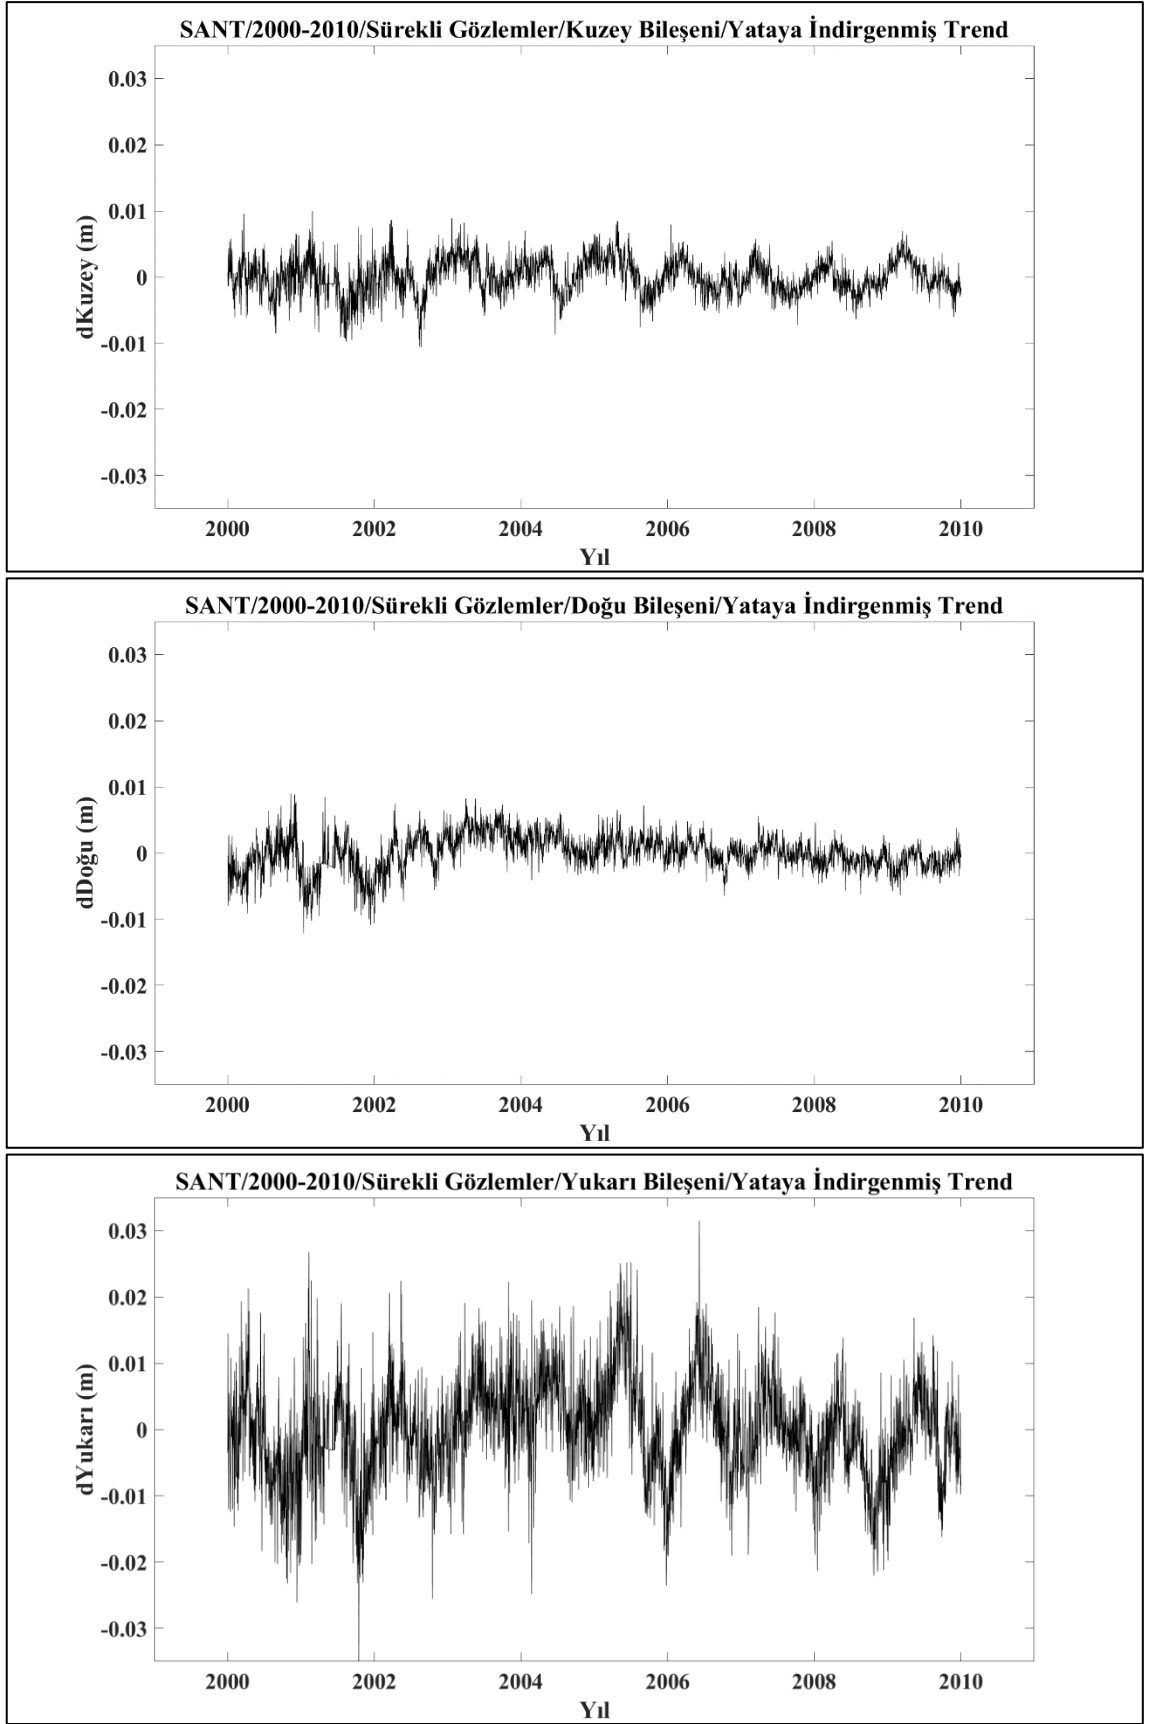 SANT/2000-2010/Sürekli Gözlemler/Kuzey Bileşeni/Yataya İndirgenmiş Trend
0.03
0.02
0.01
0
-0.01
-0.02
-0.03
dKuzey (m)
2000 2002 2004 2006 2008 2010
Yıl
SANT/2000-2010/Sürekli Gözlemler/Doğu Bileşeni/Yataya İndirgenmiş Trend
0.03
0.02
0.01
0
-0.01
-0.02
-0.03
dDoğu (m)
2000 2002 2004 2006 2008 2010
Yıl
SANT/2000-2010/Sürekli Gözlemler/Yukarı Bileşeni/Yataya İndirgenmiş Trend
0.03
0.02
0.01
0
-0.01
-0.02
-0.03
dYukarı (m)
2000 2002 2004 2006 2008 2010
Yıl